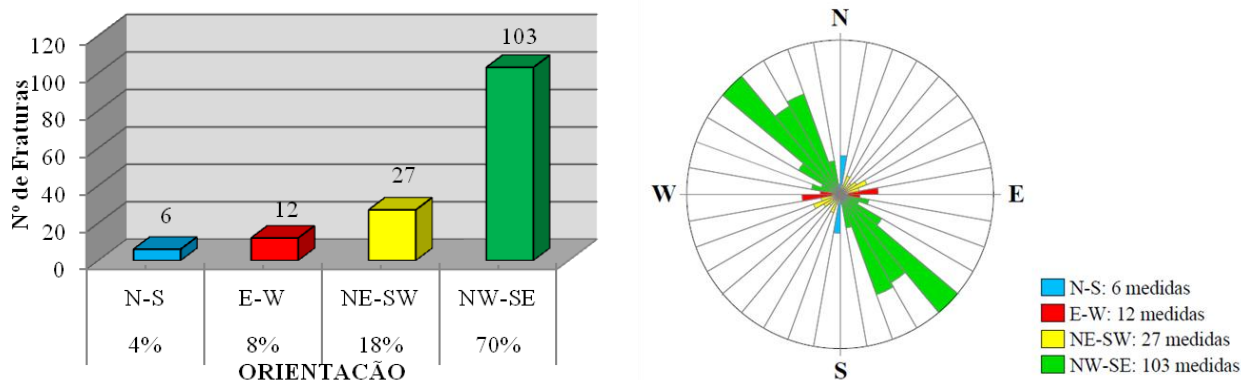 Nº de Fraturas
120
100
80
60
40
20
0
6
12
27
103
N-S E-W NE-SW NW-SE
4% 8% 18% 70%
ORIENTAÇÃO
N
W
E
S
N-S: 6 medidas
E-W: 12 medidas
NE-SW: 27 medidas
NW-SE: 103 medidas